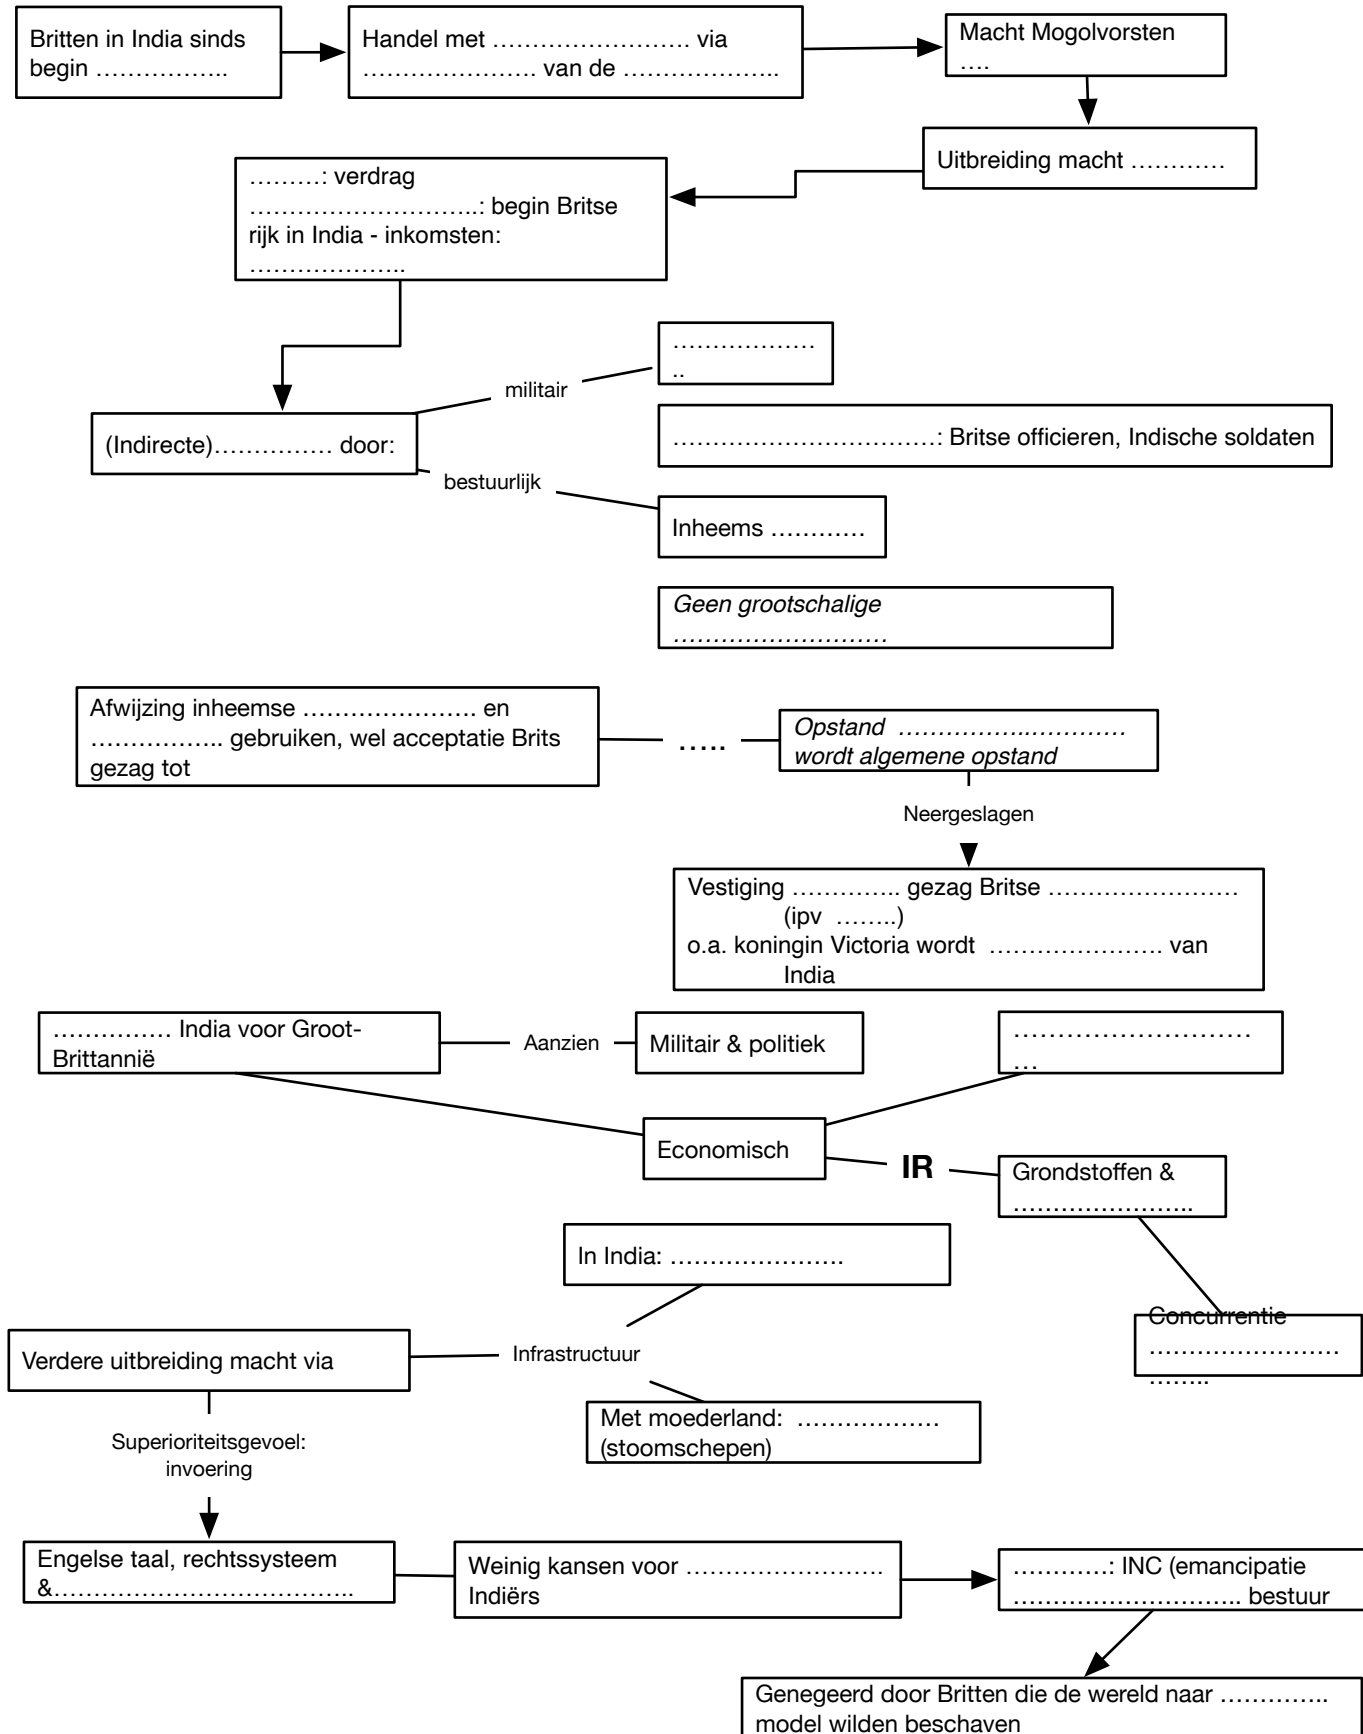 Britten in India sinds
begin ……………..
Handel met ……………………. via
…………………. van de ………………..
Macht Mogolvorsten
….
Uitbreiding macht …………
………: verdrag
………………………..: begin Britse
rijk in India - inkomsten:
………………..
………………
..
militair
(Indirecte)…………… door:
……………………………: Britse officieren, Indische soldaten
bestuurlijk
Inheems …………
Geen grootschalige
………………………
Afwijzing inheemse …………………. en
…………….. gebruiken, wel acceptatie Brits
gezag tot
…..
Opstand ……………..…………
wordt algemene opstand
Neergeslagen
Vestiging ………….. gezag Britse ……………………
(ipv ……..)
o.a. koningin Victoria wordt …………………. van
India
…………… India voor Groot-
Brittannië
Aanzien
Militair & politiek
…………………………
…
Economisch
IR
Grondstoffen &
…………………..
In India: ………………….
Concurrentie
……………………
……..
Verdere uitbreiding macht via
Infrastructuur
Met moederland: ………………
(stoomschepen)
Superioriteitsgevoel:
invoering
Engelse taal, rechtssysteem
&………………………………..
Weinig kansen voor …………………….
Indiërs
…………: INC (emancipatie
……………………….. bestuur
Genegeerd door Britten die de wereld naar …………..
model wilden beschaven